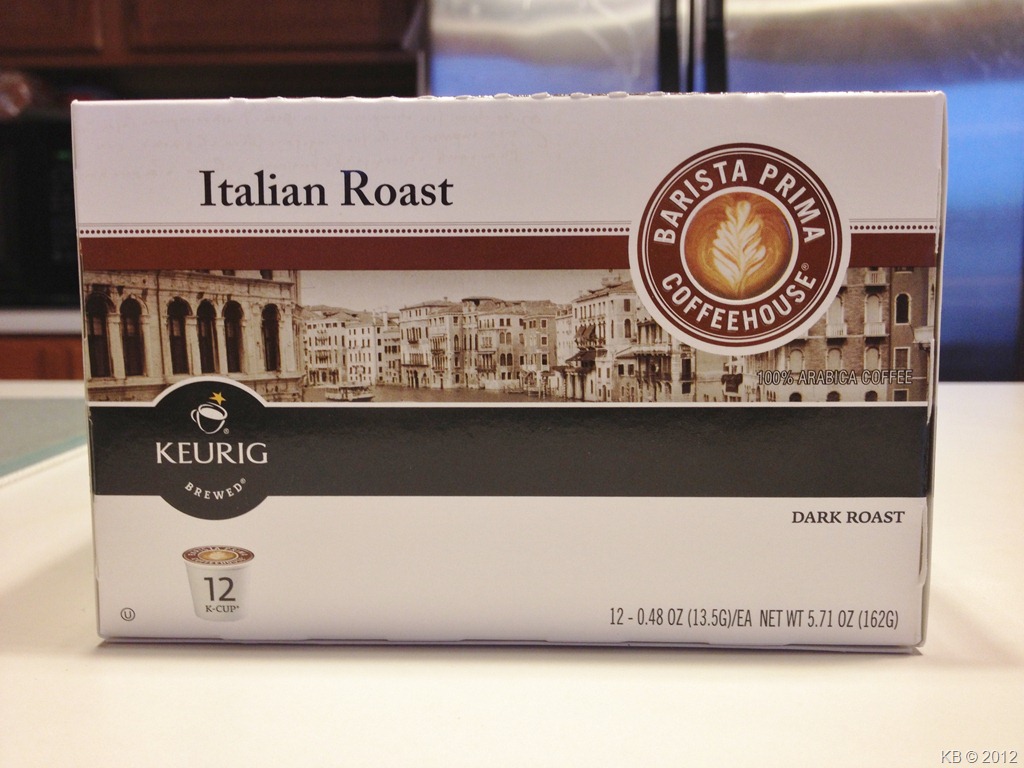 Italian Roast
BARISTA PRIMA
COFFEEHOUSE®
100% ARABICA COFFEE
KEURIG
BREWED®
DARK ROAST
12
K-CUP®
12 - 0.48 OZ (13.5G)/EA NET WT 5.71 OZ (162G)
U
KB © 2012